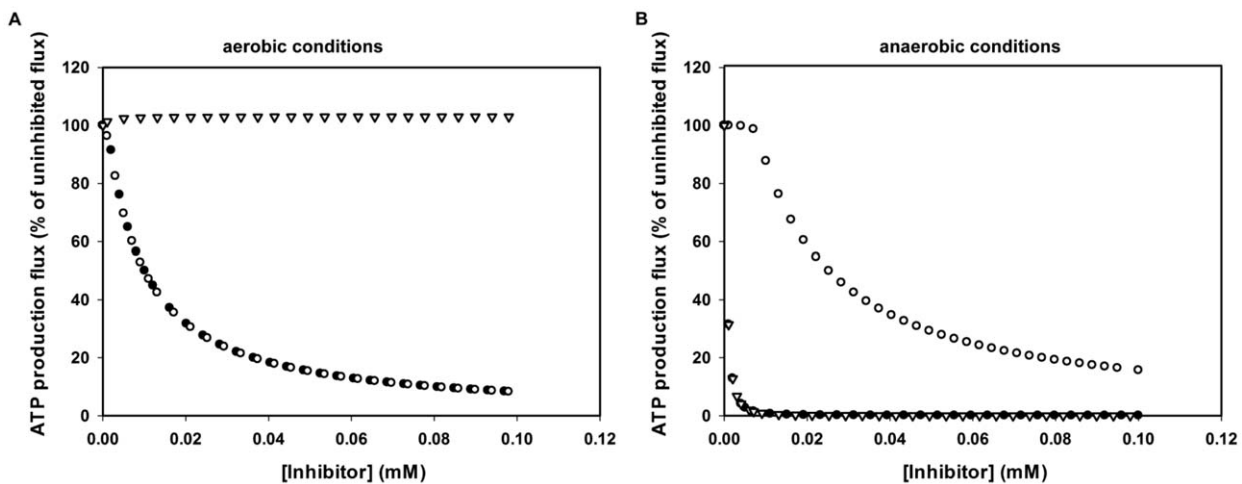 A
aerobic conditions
ATP production flux (% of uninhibited flux)
120
100
80
60
40
20
0
0.00 0.02 0.04 0.06 0.08 0.10 0.12
[Inhibitor] (mM)
B
anaerobic conditions
ATP production flux (% of uninhibited flux)
120
100
80
60
40
20
0
0.00 0.02 0.04 0.06 0.08 0.10 0.12
[Inhibitor] (mM)